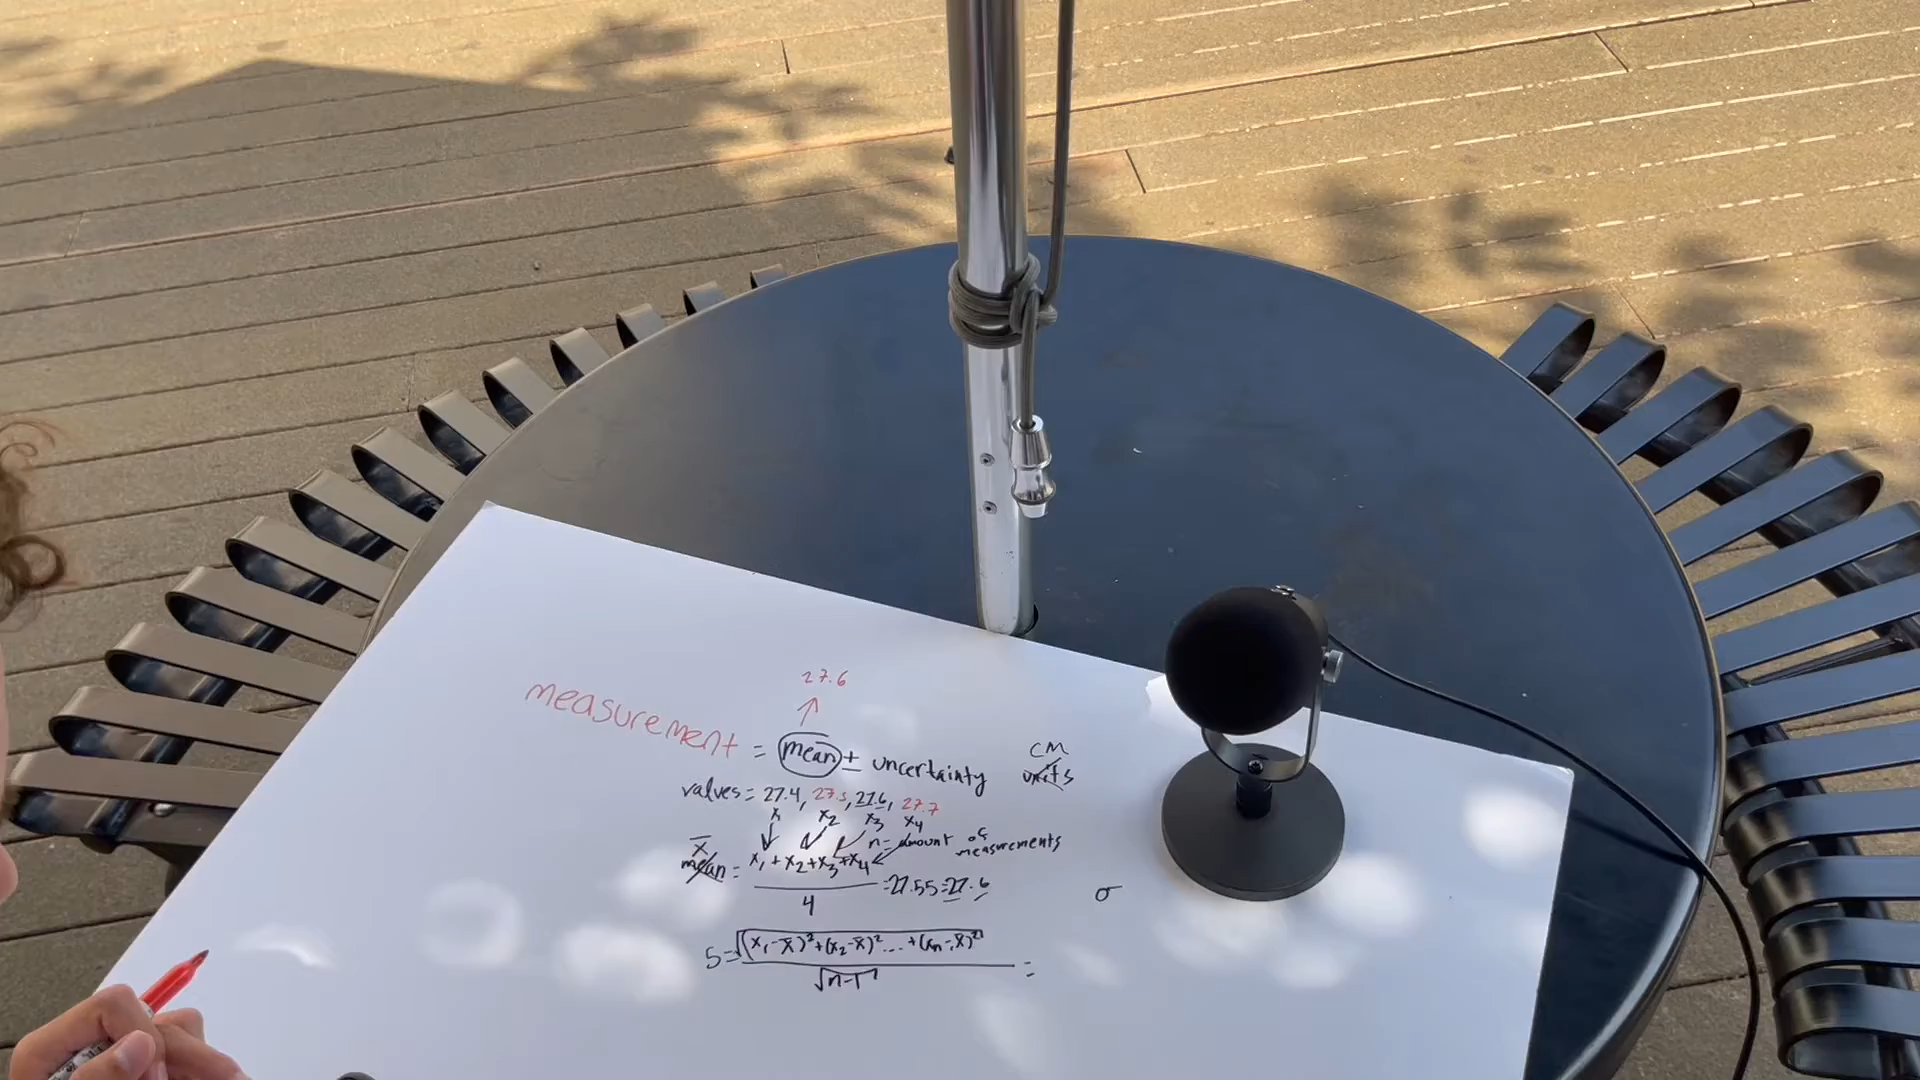 27.6
↑
measurement = mean ± uncertainty units
CM
values = 27.4, 27.5, 27.6, 27.7
x₁ x₂ x₃ x₄
n = amount of measurements
x̄
mean = x₁ + x₂ + x₃ + x₄ / 4 = 27.55 = 27.6
σ
S = √(x₁-x̄)²+(x₂-x̄)²...+(xₙ-x̄)² / √n-1 =